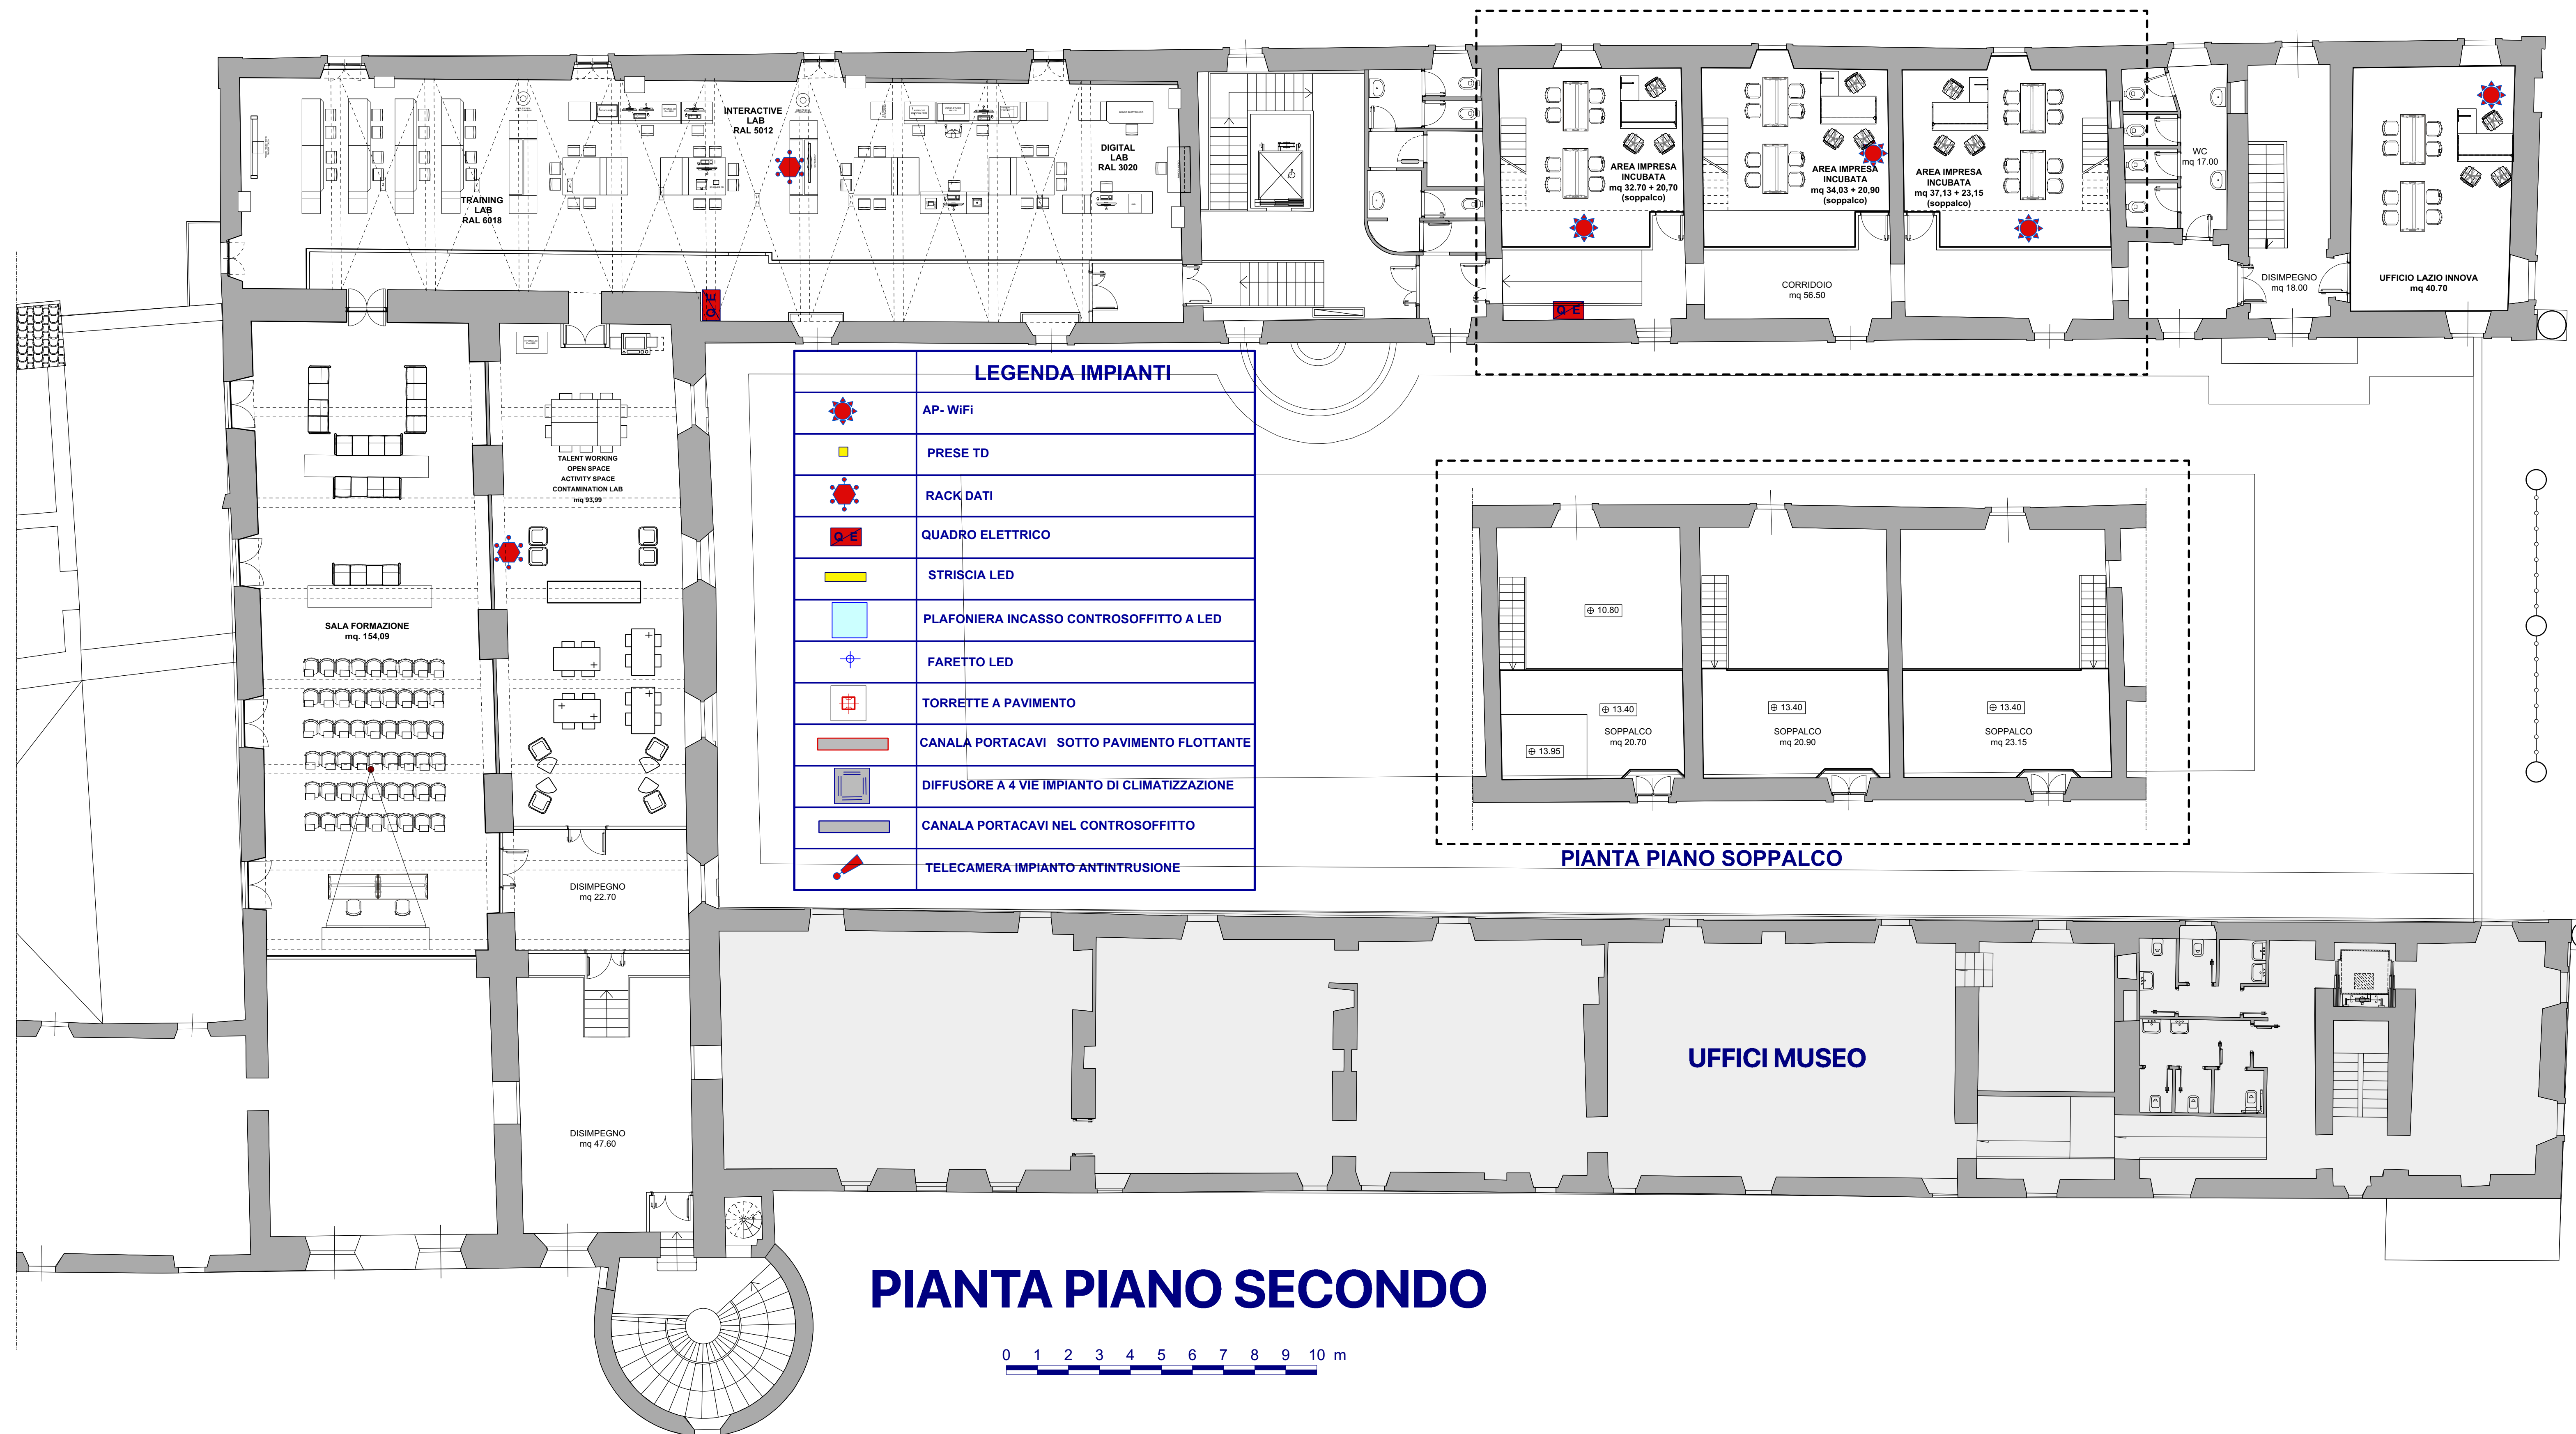 INTERACTIVE
LAB
RAL 5012
DIGITAL
LAB
RAL 3020
TRAINING
LAB
RAL 6018
AREA IMPRESA
INCUBATA
mq 32.70 + 20,70
(soppalco)
AREA IMPRESA
INCUBATA
mq 34,03 + 20,90
(soppalco)
AREA IMPRESA
INCUBATA
mq 37,13 + 23,15
(soppalco)
WC
mq 17.00
CORRIDOIO
mq 56.50
DISIMPEGNO
mq 18.00
UFFICIO LAZIO INNOVA
mq 40.70
Q E
Q E
TALENT WORKING
OPEN SPACE
ACTIVITY SPACE
CONTAMINATION LAB
mq 93,99
SALA FORMAZIONE
mq. 154,09
DISIMPEGNO
mq 22.70
DISIMPEGNO
mq 47.60
LEGENDA IMPIANTI
AP- WiFi
PRESE TD
RACK DATI
Q E
QUADRO ELETTRICO
STRISCIA LED
PLAFONIERA INCASSO CONTROSOFFITTO A LED
FARETTO LED
TORRETTE A PAVIMENTO
CANALA PORTACAVI SOTTO PAVIMENTO FLOTTANTE
DIFFUSORE A 4 VIE IMPIANTO DI CLIMATIZZAZIONE
CANALA PORTACAVI NEL CONTROSOFFITTO
TELECAMERA IMPIANTO ANTINTRUSIONE
10.80
13.40
13.40
13.40
SOPPALCO
mq 20.70
SOPPALCO
mq 20.90
SOPPALCO
mq 23.15
13.95
PIANTA PIANO SOPPALCO
UFFICI MUSEO
PIANTA PIANO SECONDO
0 1 2 3 4 5 6 7 8 9 10 m